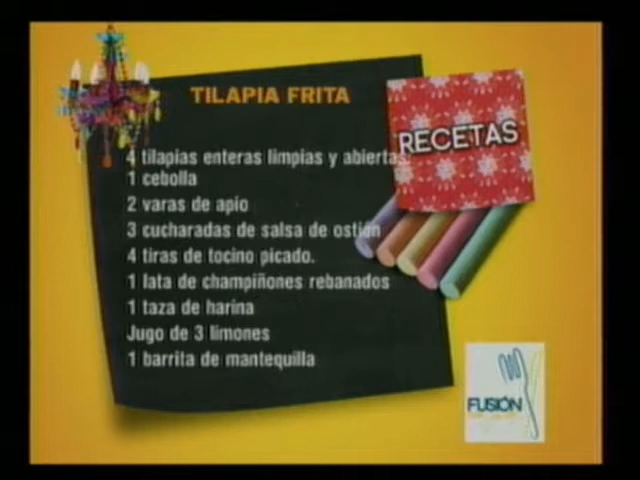 TILAPIA FRITA
RECETAS
4 tilapias enteras limpias y abiertas.
1 cebolla
2 varas de apio
3 cucharadas de salsa de ostión
4 tiras de tocino picado.
1 lata de champiñones rebanados
1 taza de harina
Jugo de 3 limones
1 barrita de mantequilla
FUSIÓN